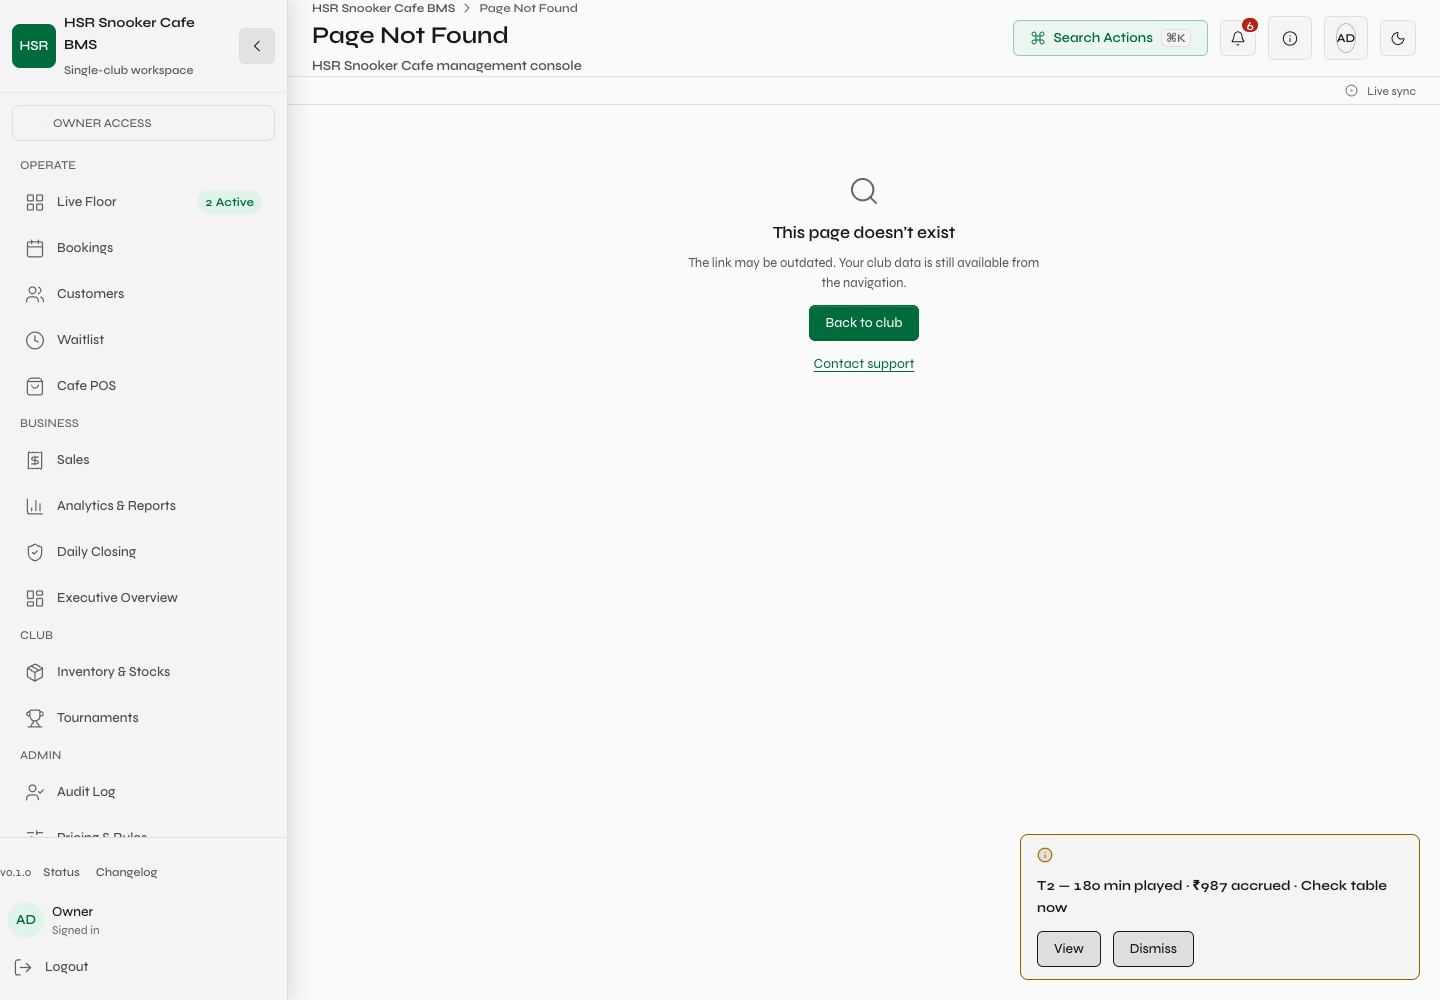 HSR
HSR Snooker Cafe
BMS
Single-club workspace
OWNER ACCESS
OPERATE
Live Floor
2 Active
Bookings
Customers
Waitlist
Cafe POS
BUSINESS
Sales
Analytics & Reports
Daily Closing
Executive Overview
CLUB
Inventory & Stocks
Tournaments
ADMIN
Audit Log
Pricing & Rules
v0.1.0 Status Changelog
AD
Owner
Signed in
Logout
HSR Snooker Cafe BMS > Page Not Found
Page Not Found
HSR Snooker Cafe management console
Search Actions ⌘K
6
AD
Live sync
This page doesn't exist
The link may be outdated. Your club data is still available from
the navigation.
Back to club
Contact support
T2 — 180 min played · ₹987 accrued · Check table
now
View
Dismiss